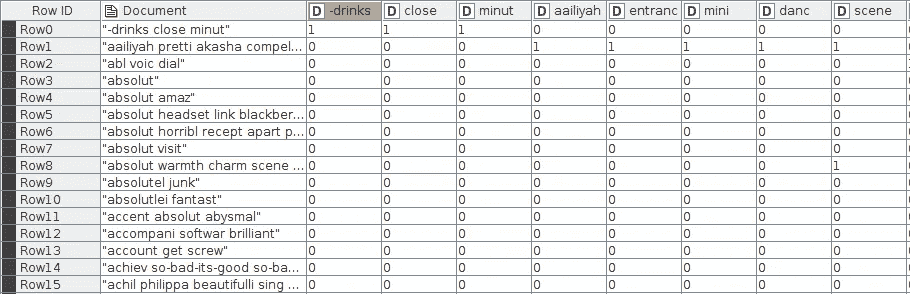 Row ID Document D -drinks D close D minut D aailiyah D entranc D mini D danc D scene
Row0 "-drinks close minut" 1 1 1 0 0 0 0 0
Row1 "aailiyah pretti akasha compel... 0 0 0 1 1 1 1 1
Row2 "abl voic dial" 0 0 0 0 0 0 0 0
Row3 "absolut" 0 0 0 0 0 0 0 0
Row4 "absolut amaz" 0 0 0 0 0 0 0 0
Row5 "absolut headset link blackber... 0 0 0 0 0 0 0 0
Row6 "absolut horribl recept apart p... 0 0 0 0 0 0 0 0
Row7 "absolut visit" 0 0 0 0 0 0 0 0
Row8 "absolut warmth charm scene ... 0 0 0 0 0 0 0 1
Row9 "absolutel junk" 0 0 0 0 0 0 0 0
Row10 "absolutlei fantast" 0 0 0 0 0 0 0 0
Row11 "accent absolut abysmal" 0 0 0 0 0 0 0 0
Row12 "accompani softwar brilliant" 0 0 0 0 0 0 0 0
Row13 "account get screw" 0 0 0 0 0 0 0 0
Row14 "achiev so-bad-its-good so-ba... 0 0 0 0 0 0 0 0
Row15 "achil philippa beautifulli sing ... 0 0 0 0 0 0 0 0